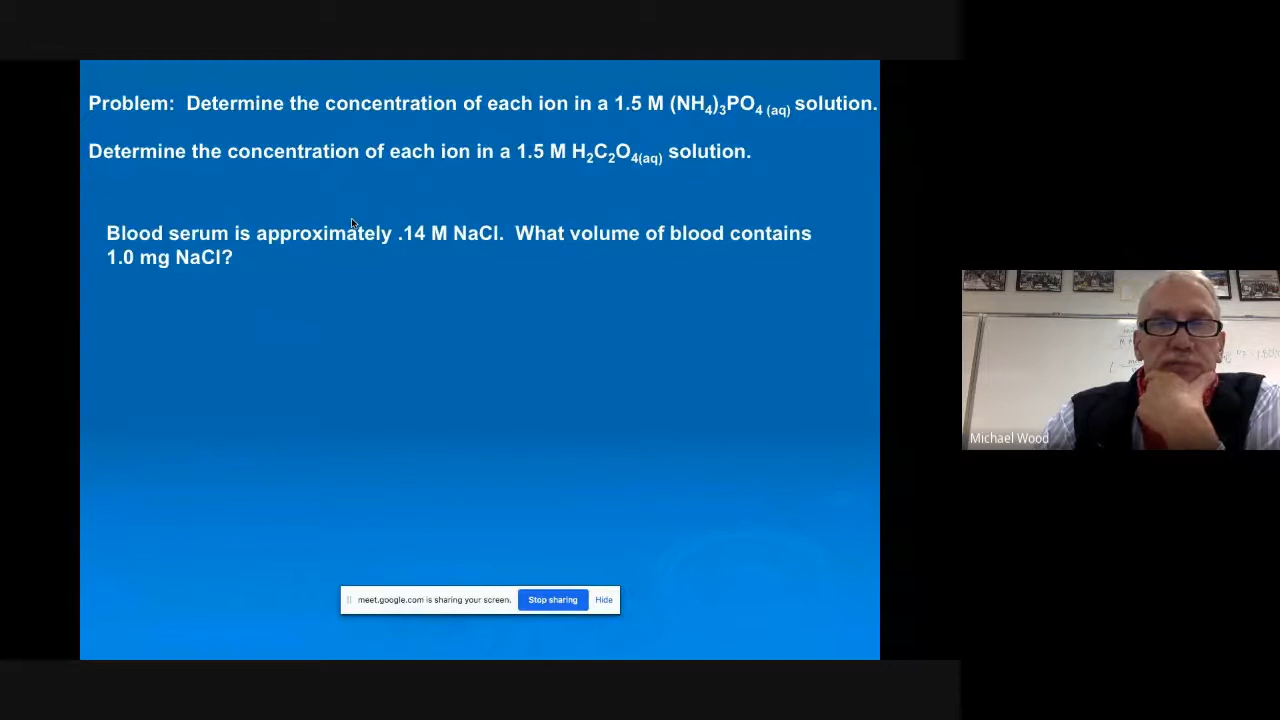 Problem: Determine the concentration of each ion in a 1.5 M (NH₄)₃PO₄ (aq) solution.
Determine the concentration of each ion in a 1.5 M H₂C₂O₄(aq) solution.
Blood serum is approximately .14 M NaCl. What volume of blood contains
1.0 mg NaCl?
Michael Wood
meet.google.com is sharing your screen. Stop sharing Hide